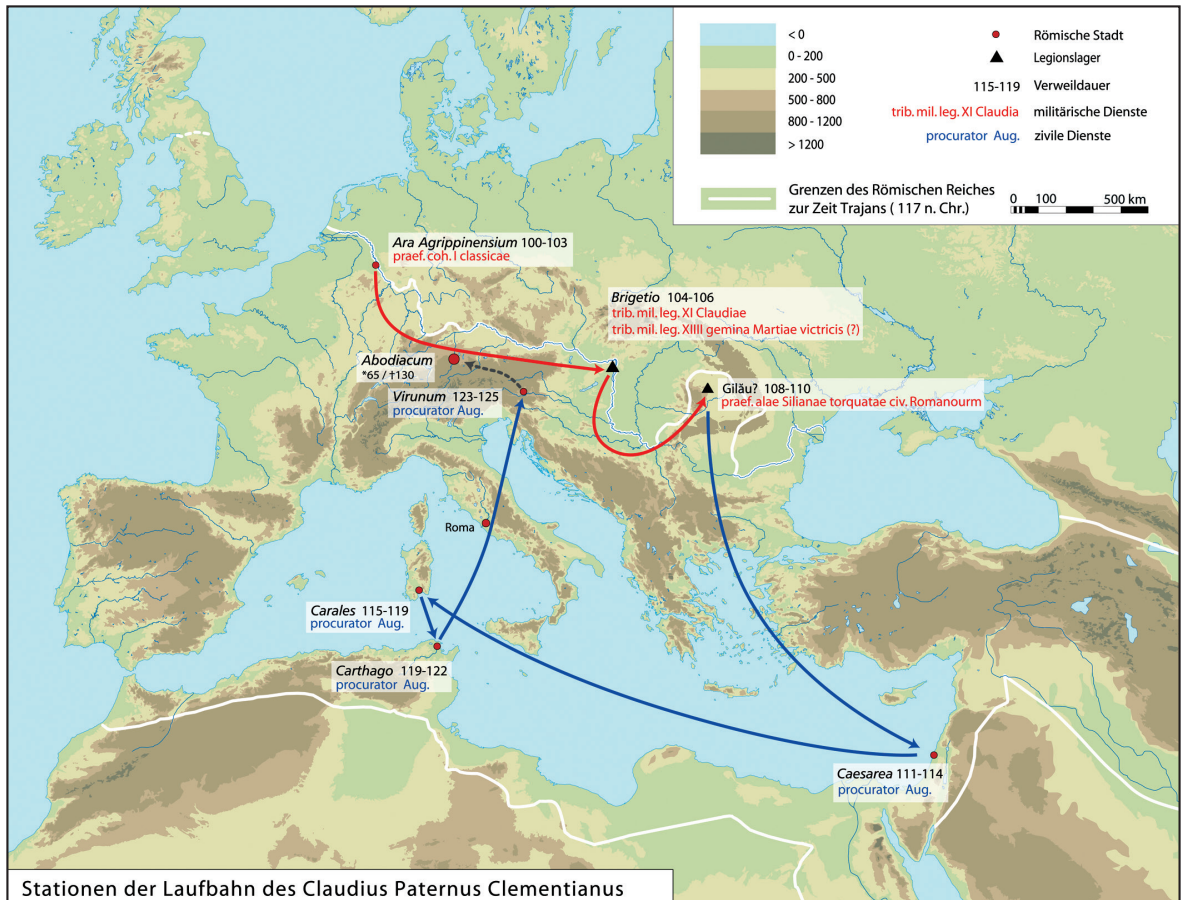 < 0
0 - 200
200 - 500
500 - 800
800 - 1200
> 1200
Römische Stadt
Legionslager
115-119 Verweildauer
trib. mil. leg. XI Claudia militärische Dienste
procurator Aug. zivile Dienste
Grenzen des Römischen Reiches
zur Zeit Trajans ( 117 n. Chr.)
0 100 500 km
Ara Agrippinensium 100-103
praef. coh. I classicae
Brigetio 104-106
trib. mil. leg. XI Claudiae
trib. mil. leg. XIIII gemina Martiae victricis (?)
Abodiacum
*65 / †130
Virunum 123-125
procurator Aug.
Gilău? 108-110
praef. alae Silianae torquatae civ. Romanourm
Roma
Carales 115-119
procurator Aug.
Carthago 119-122
procurator Aug.
Caesarea 111-114
procurator Aug.
Stationen der Laufbahn des Claudius Paternus Clementianus